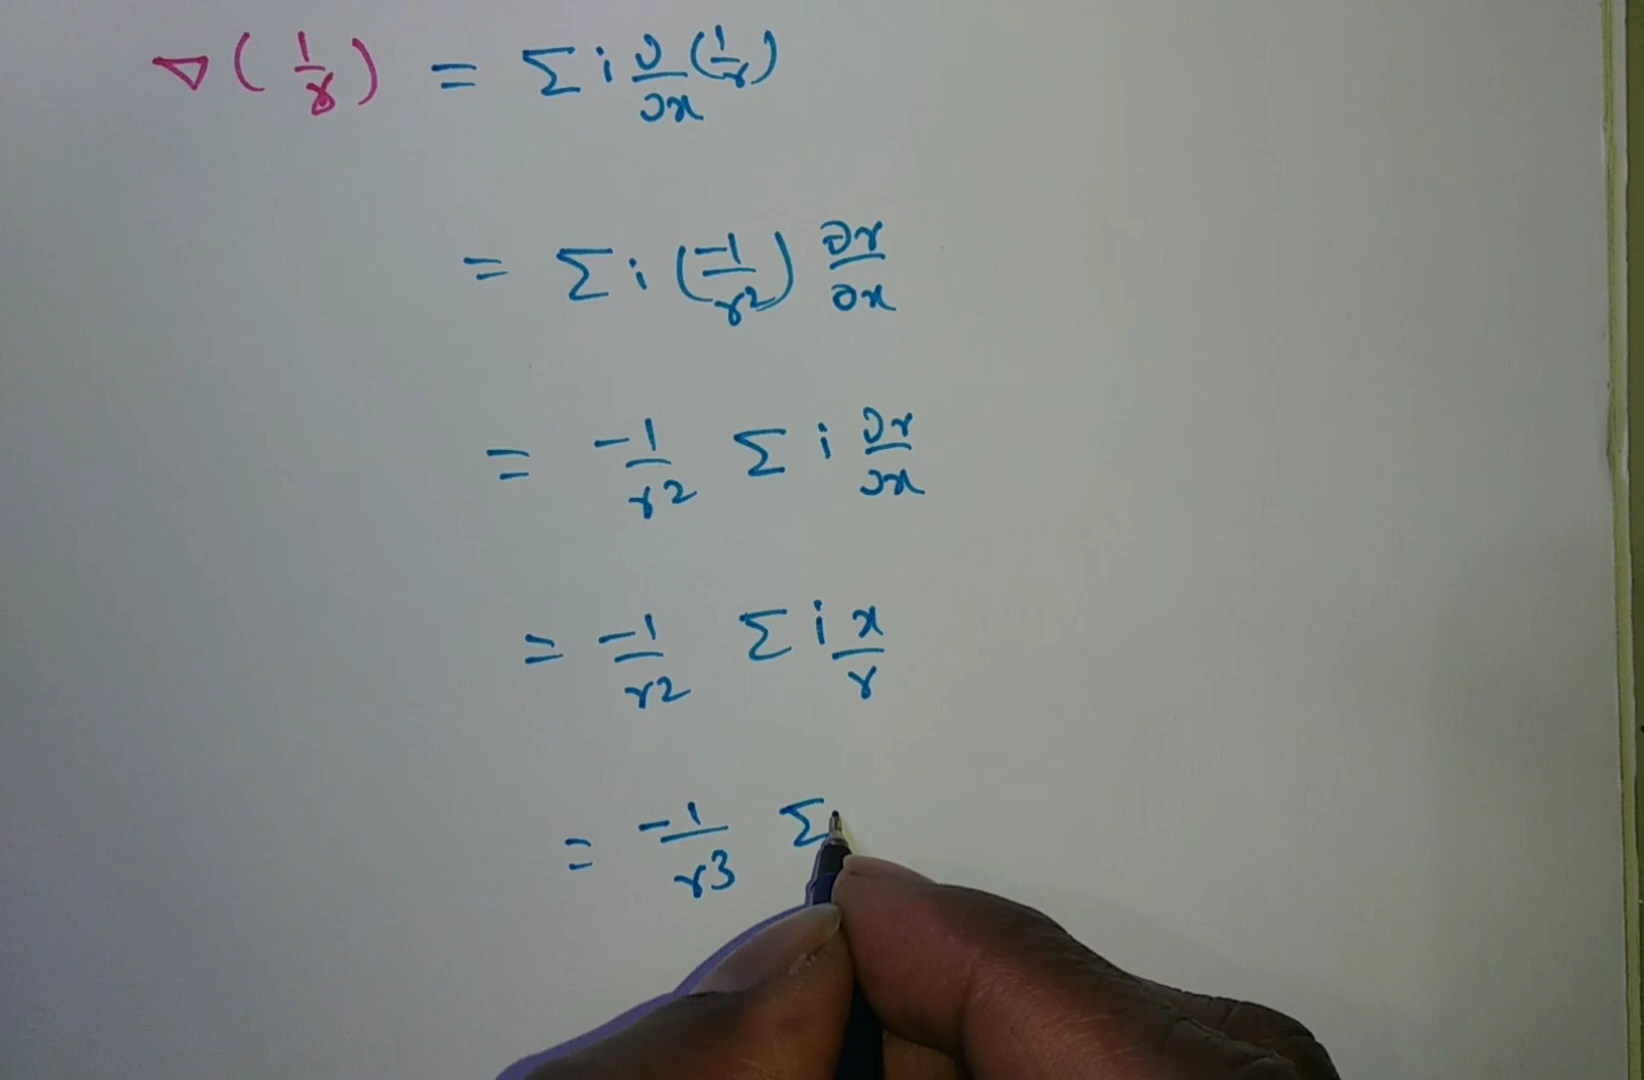 ∇(1/r) = Σ i ∂/∂x (1/r)
= Σ i (-1/r²) ∂r/∂x
= -1/r² Σ i ∂r/∂x
= -1/r² Σ i x/r
= -1/r³ Σ